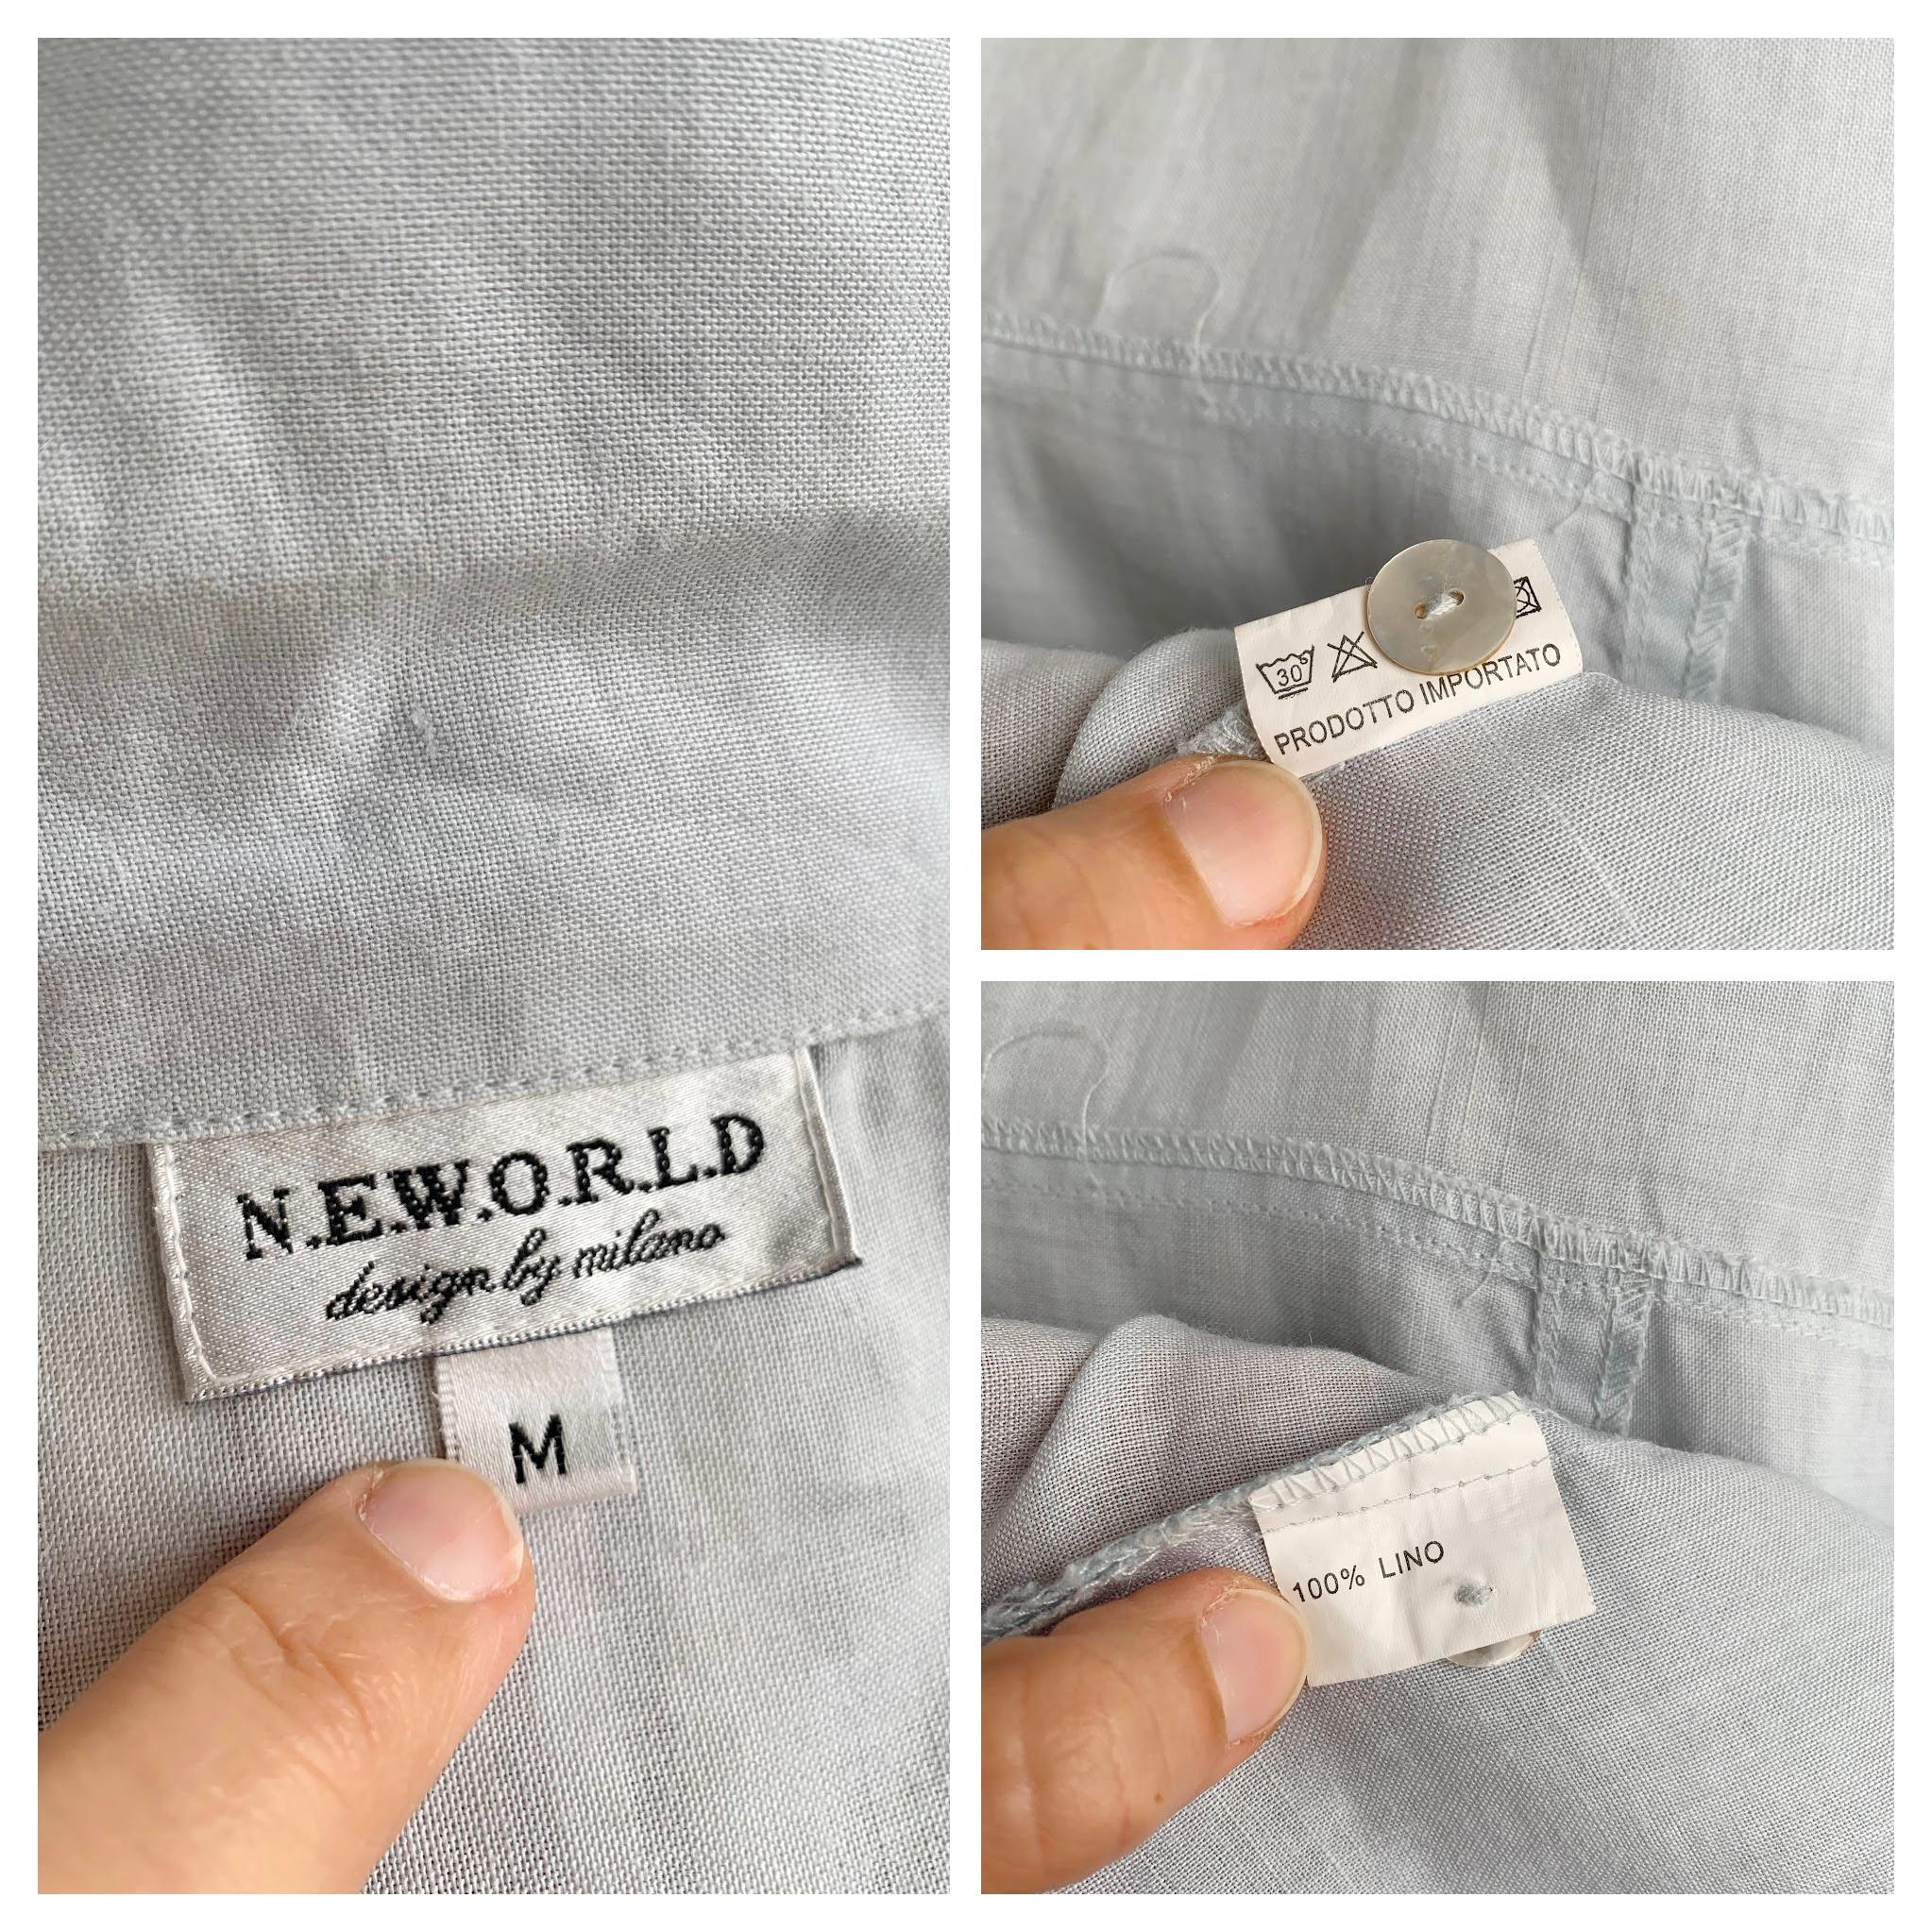 N.E.W.O.R.L.D
design by milano
M
30°
PRODOTTO IMPORTATO
100% LINO